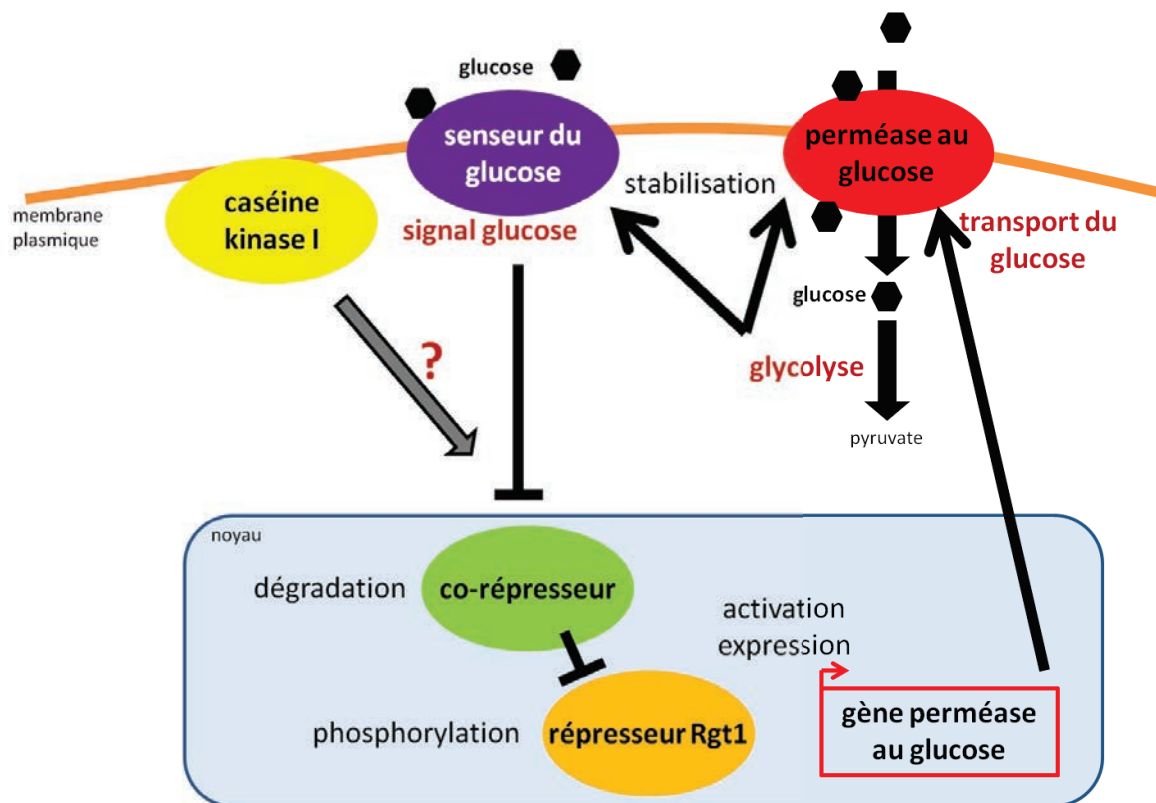 glucose
senseur du
glucose
perméase au
glucose
stabilisation
membrane
plasmique
caséine
kinase I
signal glucose
transport du
glucose
glucose
?
glycolyse
pyruvate
noyau
dégradation
co-répresseur
activation
expression
phosphorylation
répresseur Rgt1
gène perméase
au glucose